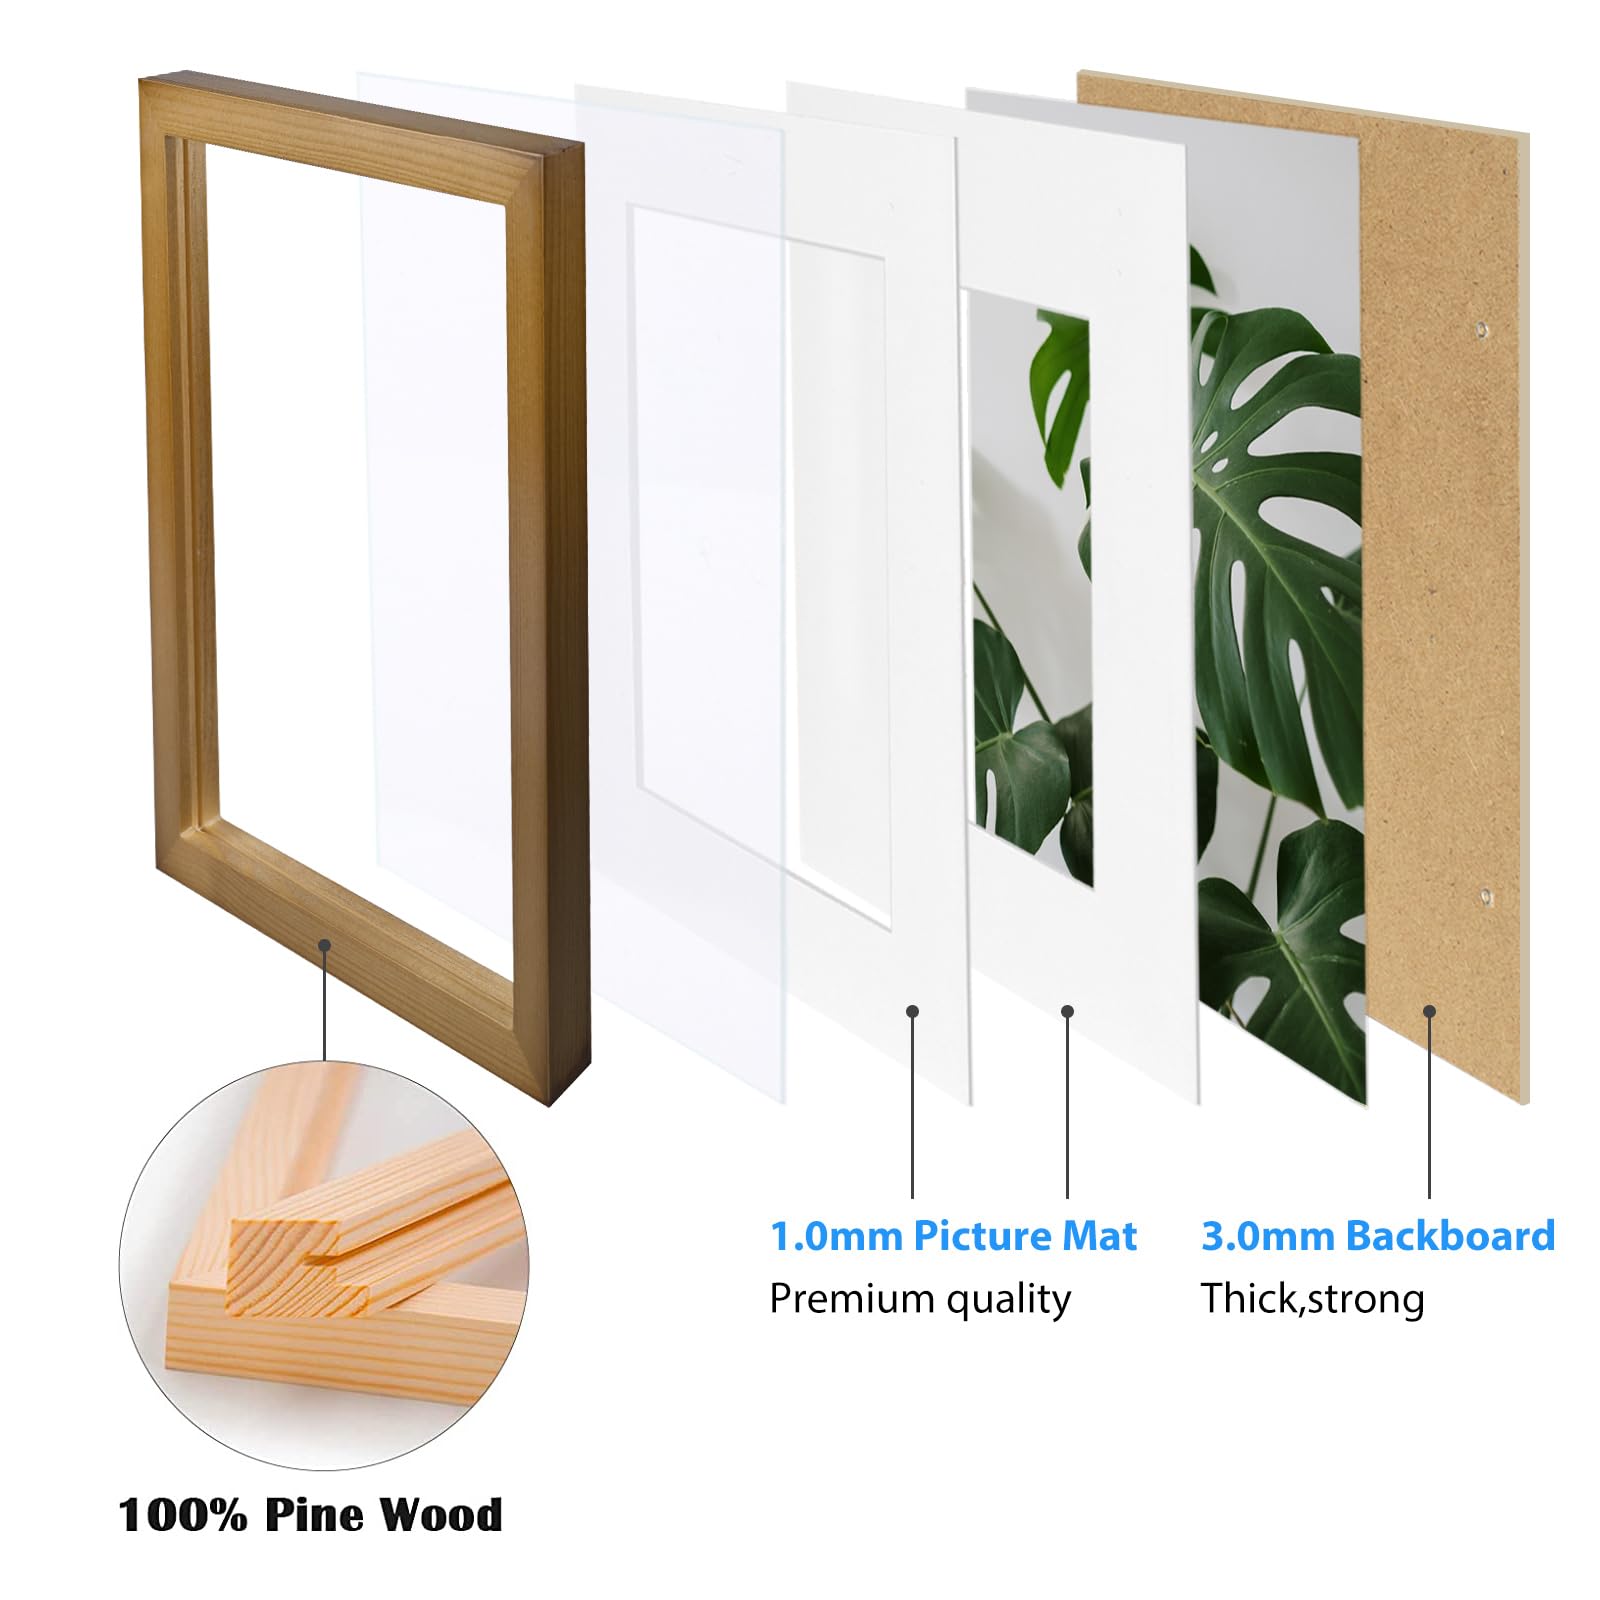 1.0mm Picture Mat
Premium quality
3.0mm Backboard
Thick,strong
100% Pine Wood